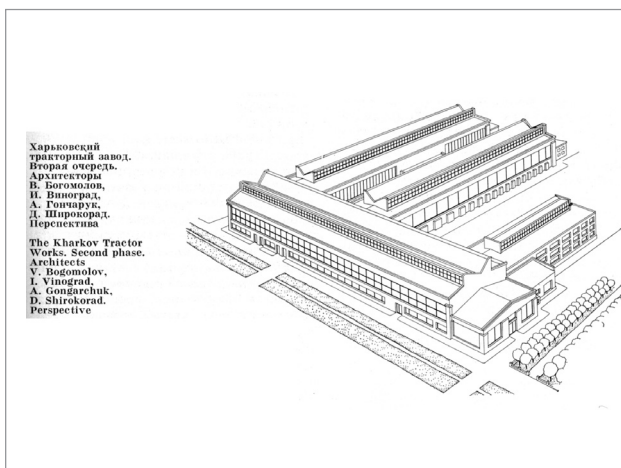 Харьковский
тракторный завод.
Вторая очередь.
Архитекторы
В. Богомолов,
И. Виноград,
А. Гончарук,
Д. Широкорад.
Перспектива
The Kharkov Tractor
Works. Second phase.
Architects
V. Bogomolov,
I. Vinograd,
A. Gongarchuk,
D. Shirokorad.
Perspective